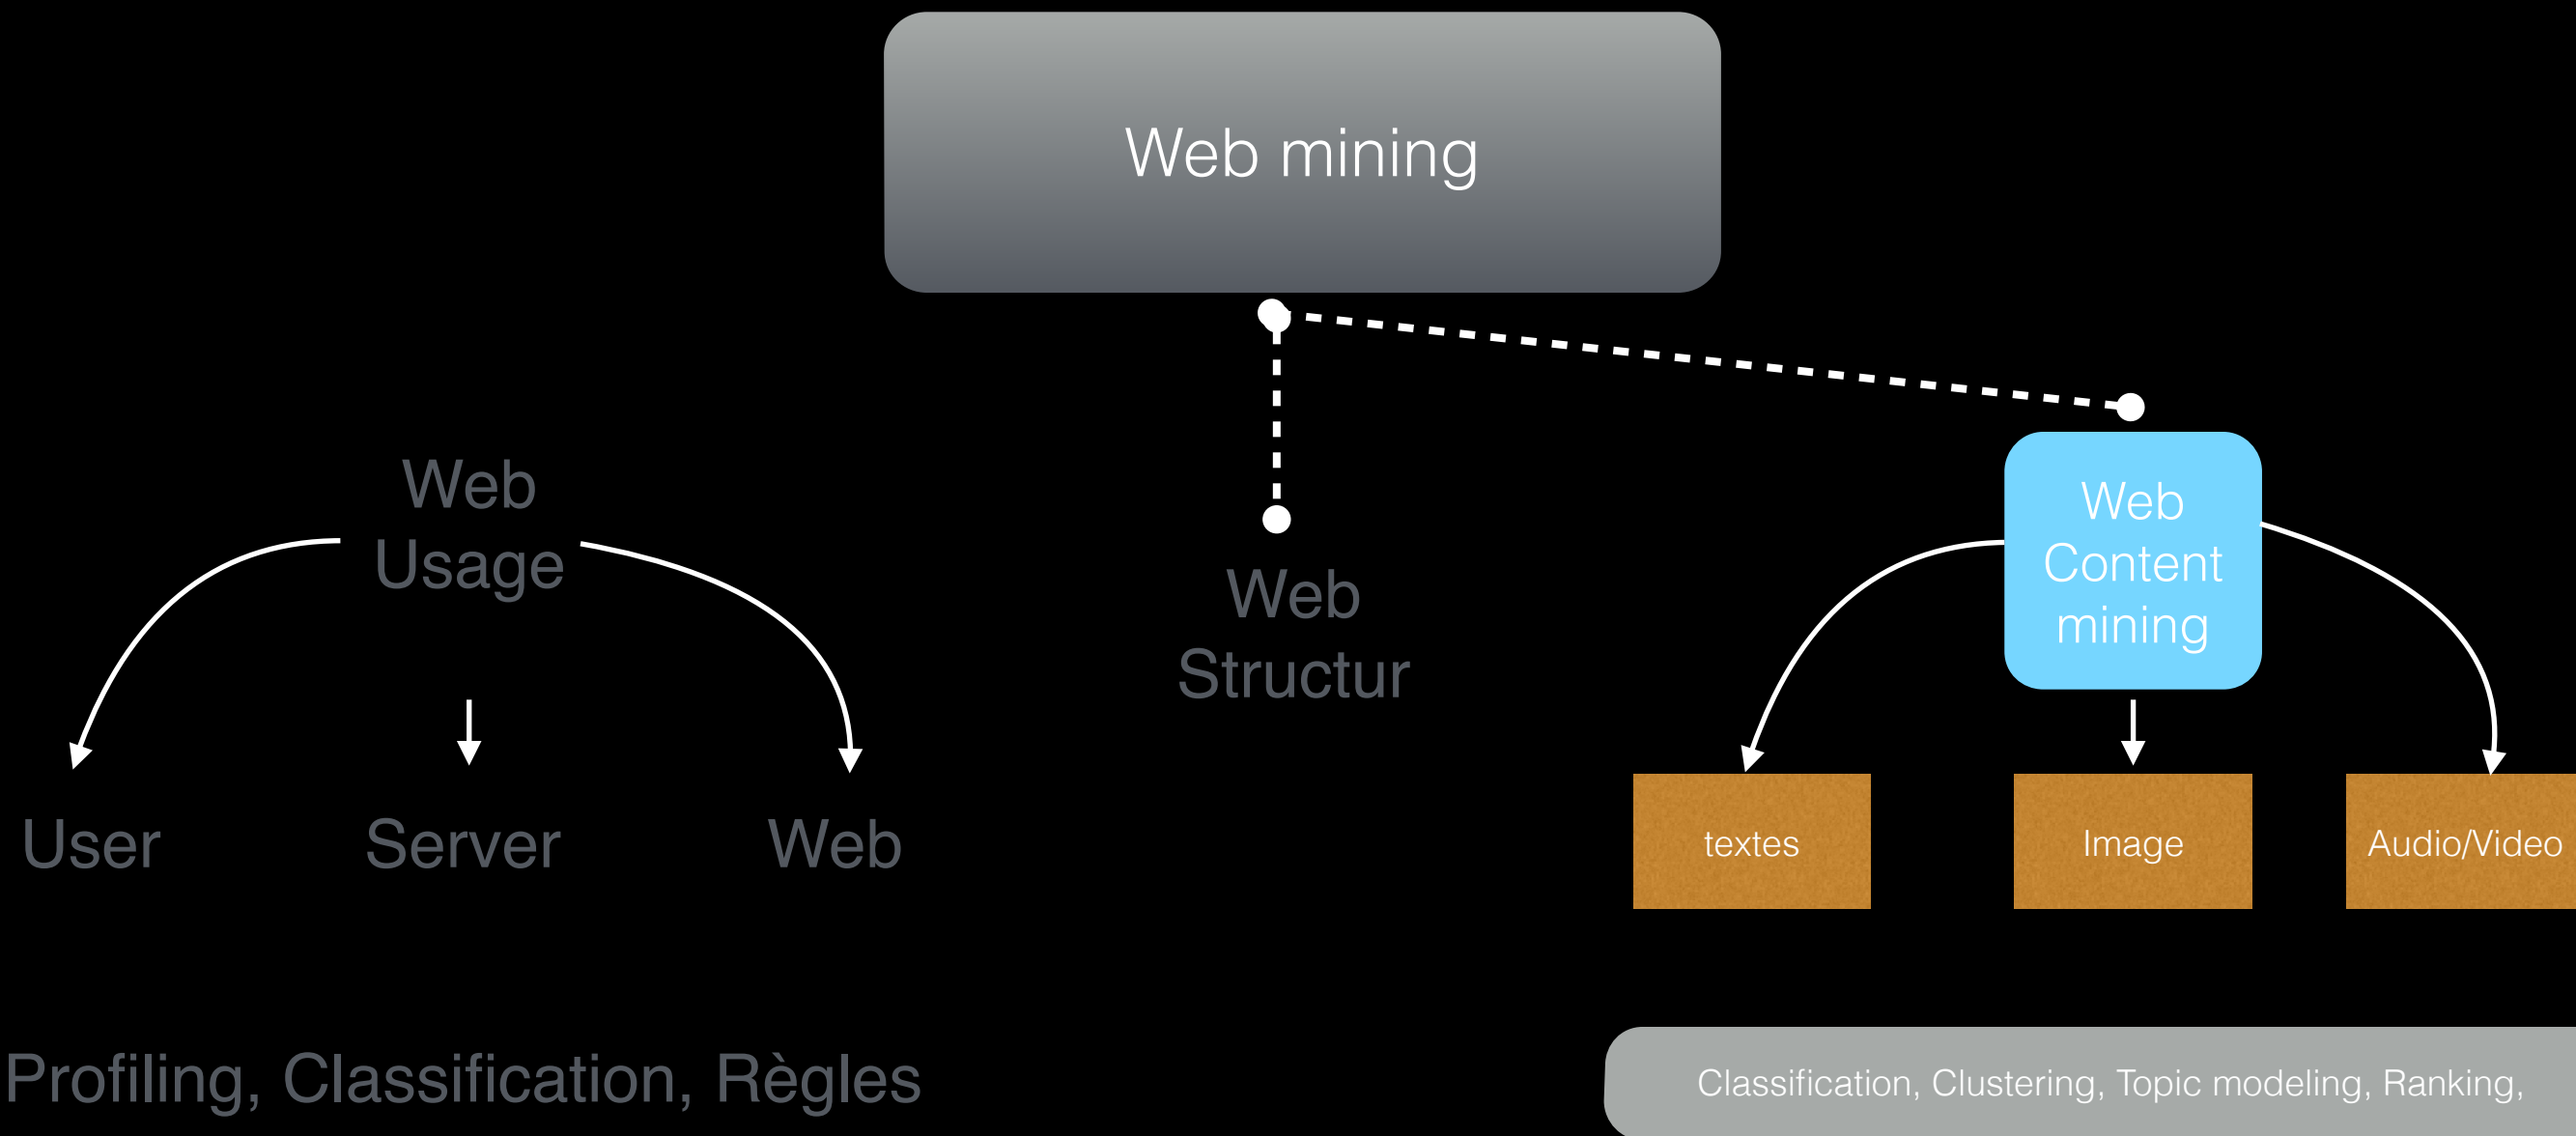 Web mining
Web
Usage
Web
Structur
Web
Content
mining
User
Server
Web
textes
Image
Audio/Video
Profiling, Classification, Règles
Classification, Clustering, Topic modeling, Ranking,